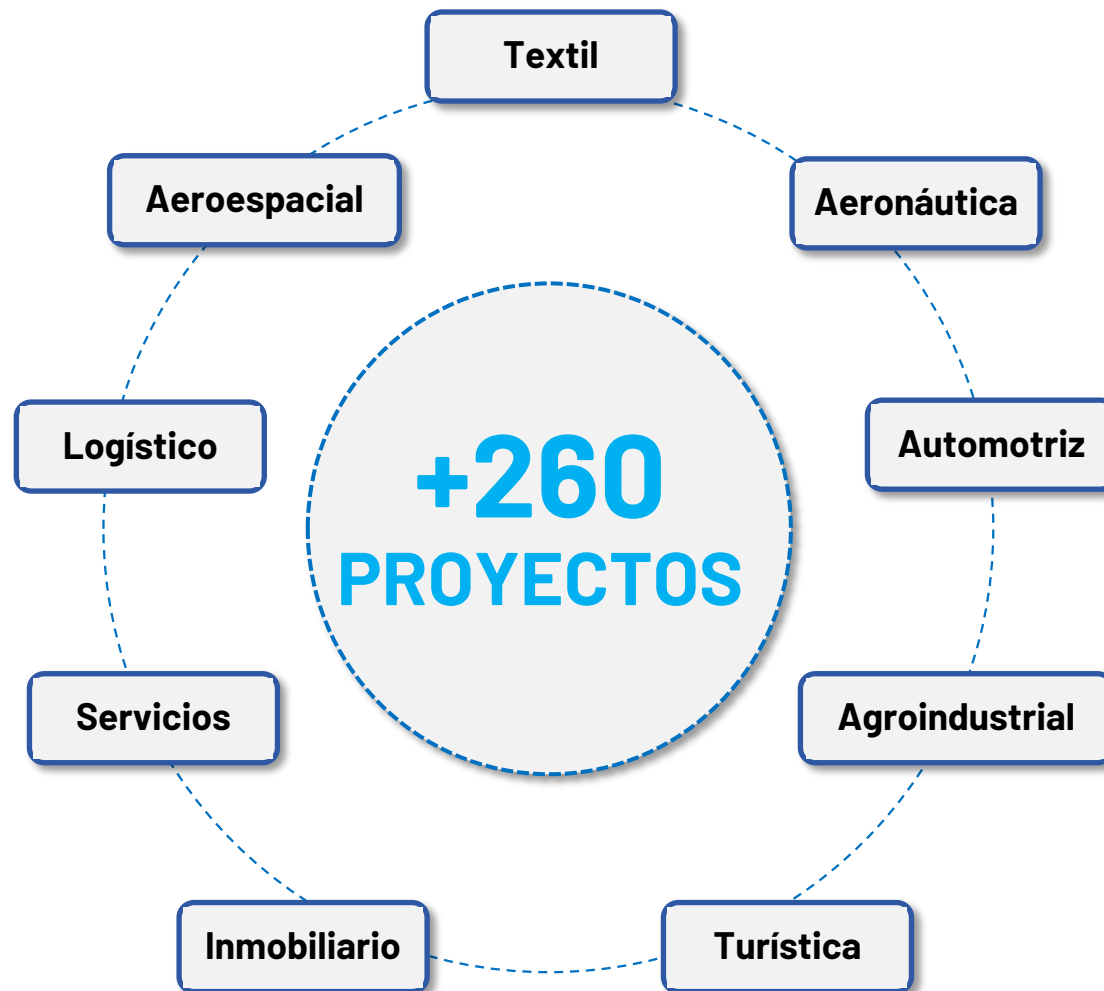 Textil
Aeroespacial
Aeronáutica
Logístico
+260
PROYECTOS
Automotriz
Servicios
Agroindustrial
Inmobiliario
Turística